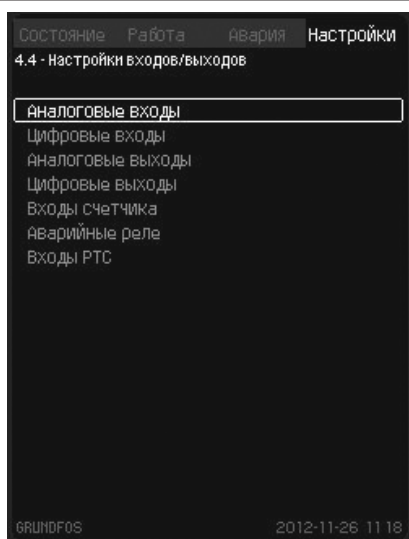 Состояние Работа Авария Настройки
4.4 - Настройки входов/выходов
Аналоговые входы
Цифровые входы
Аналоговые выходы
Цифровые выходы
Входы счетчика
Аварийные реле
Входы РТС
GRUNDFOS 2012-11-26 11:18